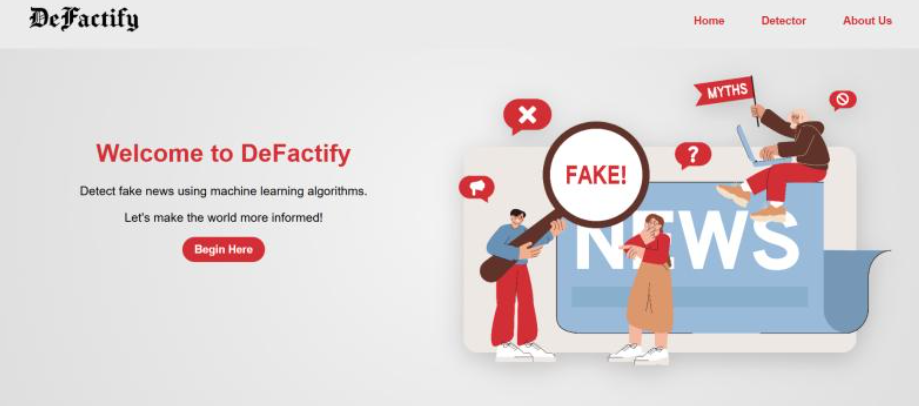 DeFactify
Home Detector About Us
Welcome to DeFactify
Detect fake news using machine learning algorithms.
Let's make the world more informed!
Begin Here
MYTHS
?
FAKE!
NEWS